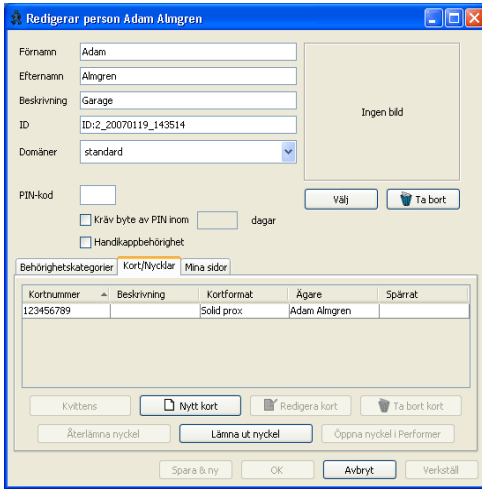 Redigerar person Adam Almgren
Förnamn Adam
Efternamn Almgren
Beskrivning Garage
ID ID:2_20070119_143514
Domäner standard
Ingen bild
PIN-kod
Välj Ta bort
Kräv byte av PIN inom dagar
Handikappbehörighet
Behörighetskategorier Kort/Nycklar Mina sidor
Kortnummer Beskrivning Kortformat Ägare Spärrat
123456789 Solid prox Adam Almgren
Kvittens Nytt kort Redigera kort Ta bort kort
Återlämna nyckel Lämna ut nyckel Öppna nyckel i Performer
Spara & ny OK Avbryt Verkställ